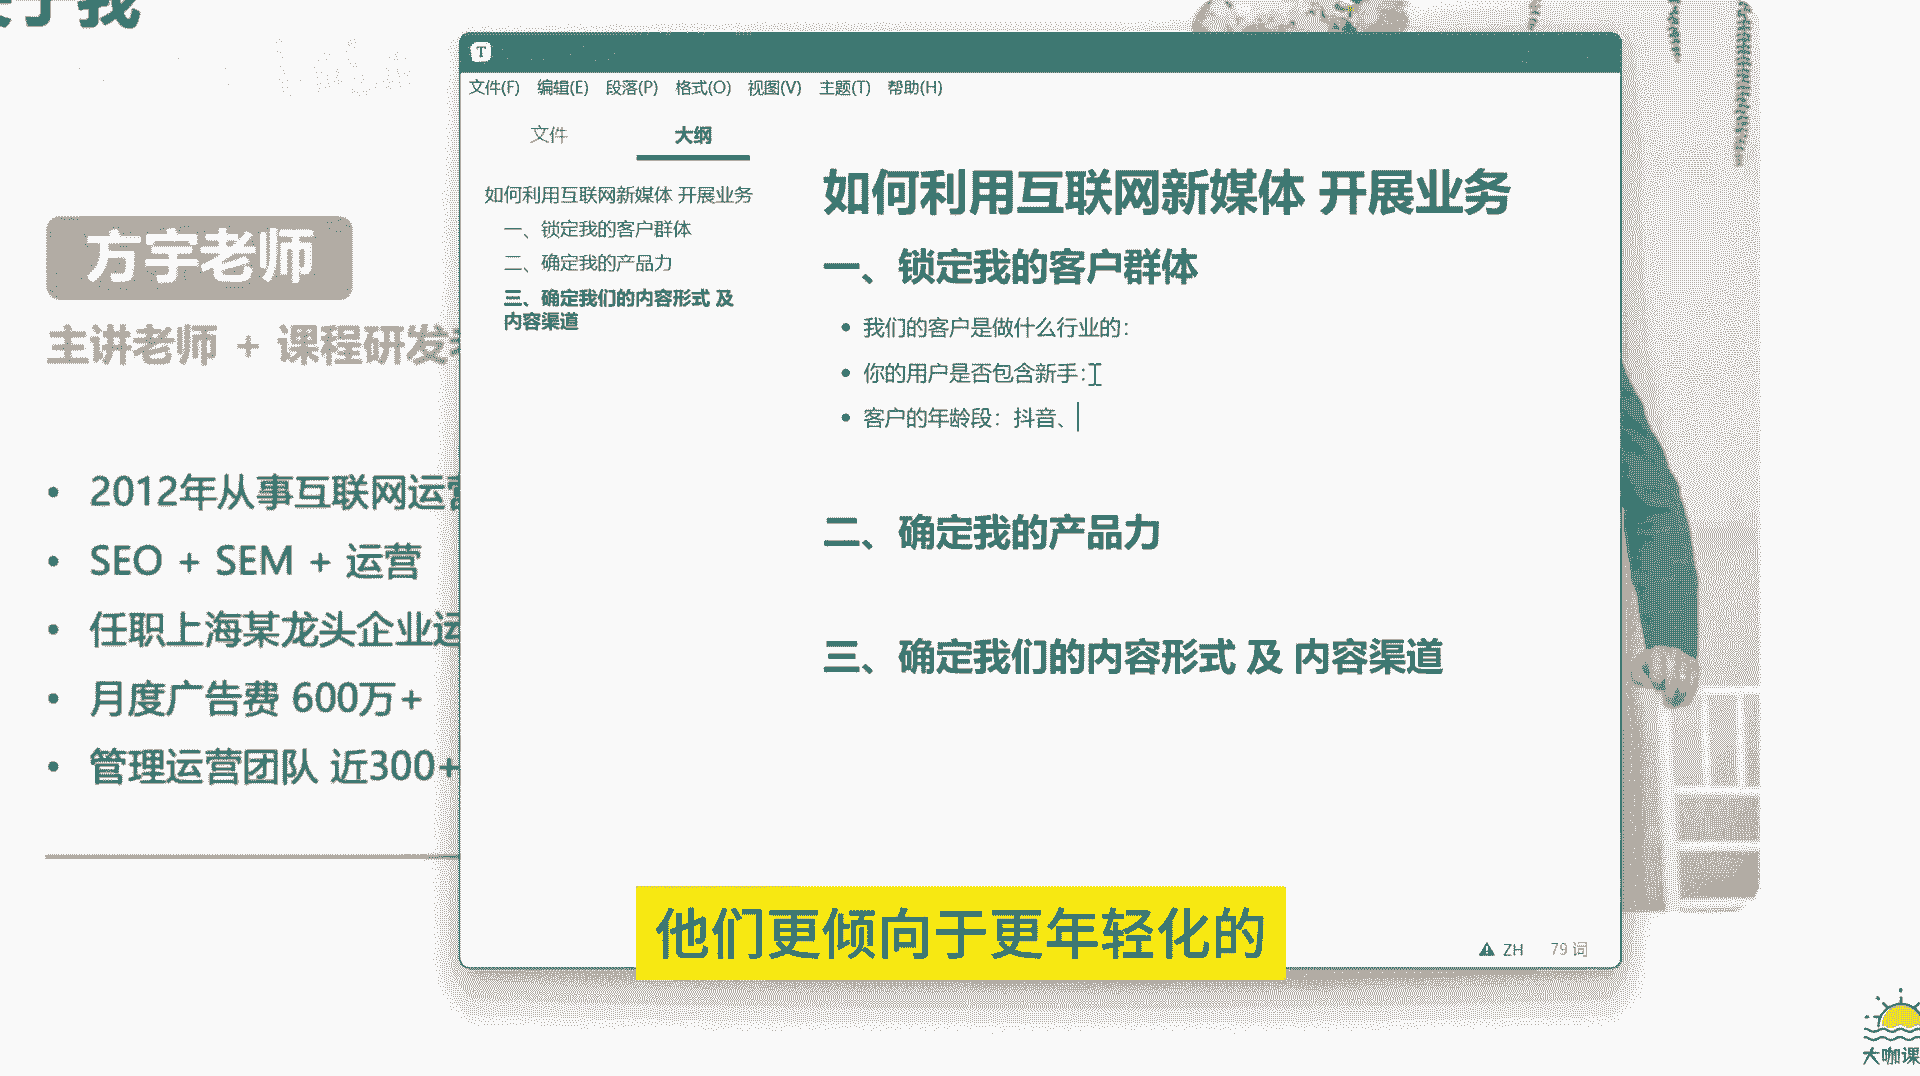 于我
方宇老师
主讲老师 + 课程研发
2012年从事互联网运营
SEO + SEM + 运营
任职上海某龙头企业运
月度广告费 600万+
管理运营团队 近300+
T
文件(F) 编辑(E) 段落(P) 格式(O) 视图(V) 主题(T) 帮助(H)
文件 大纲
如何利用互联网新媒体 开展业务
一、锁定我的客户群体
二、确定我的产品力
三、确定我们的内容形式 及
内容渠道
如何利用互联网新媒体 开展业务
一、锁定我的客户群体
我们的客户是做什么行业的：
你的用户是否包含新手：
客户的年龄段：抖音、
二、确定我的产品力
三、确定我们的内容形式 及 内容渠道
他们更倾向于更年轻化的
ZH 79 词
大咖课